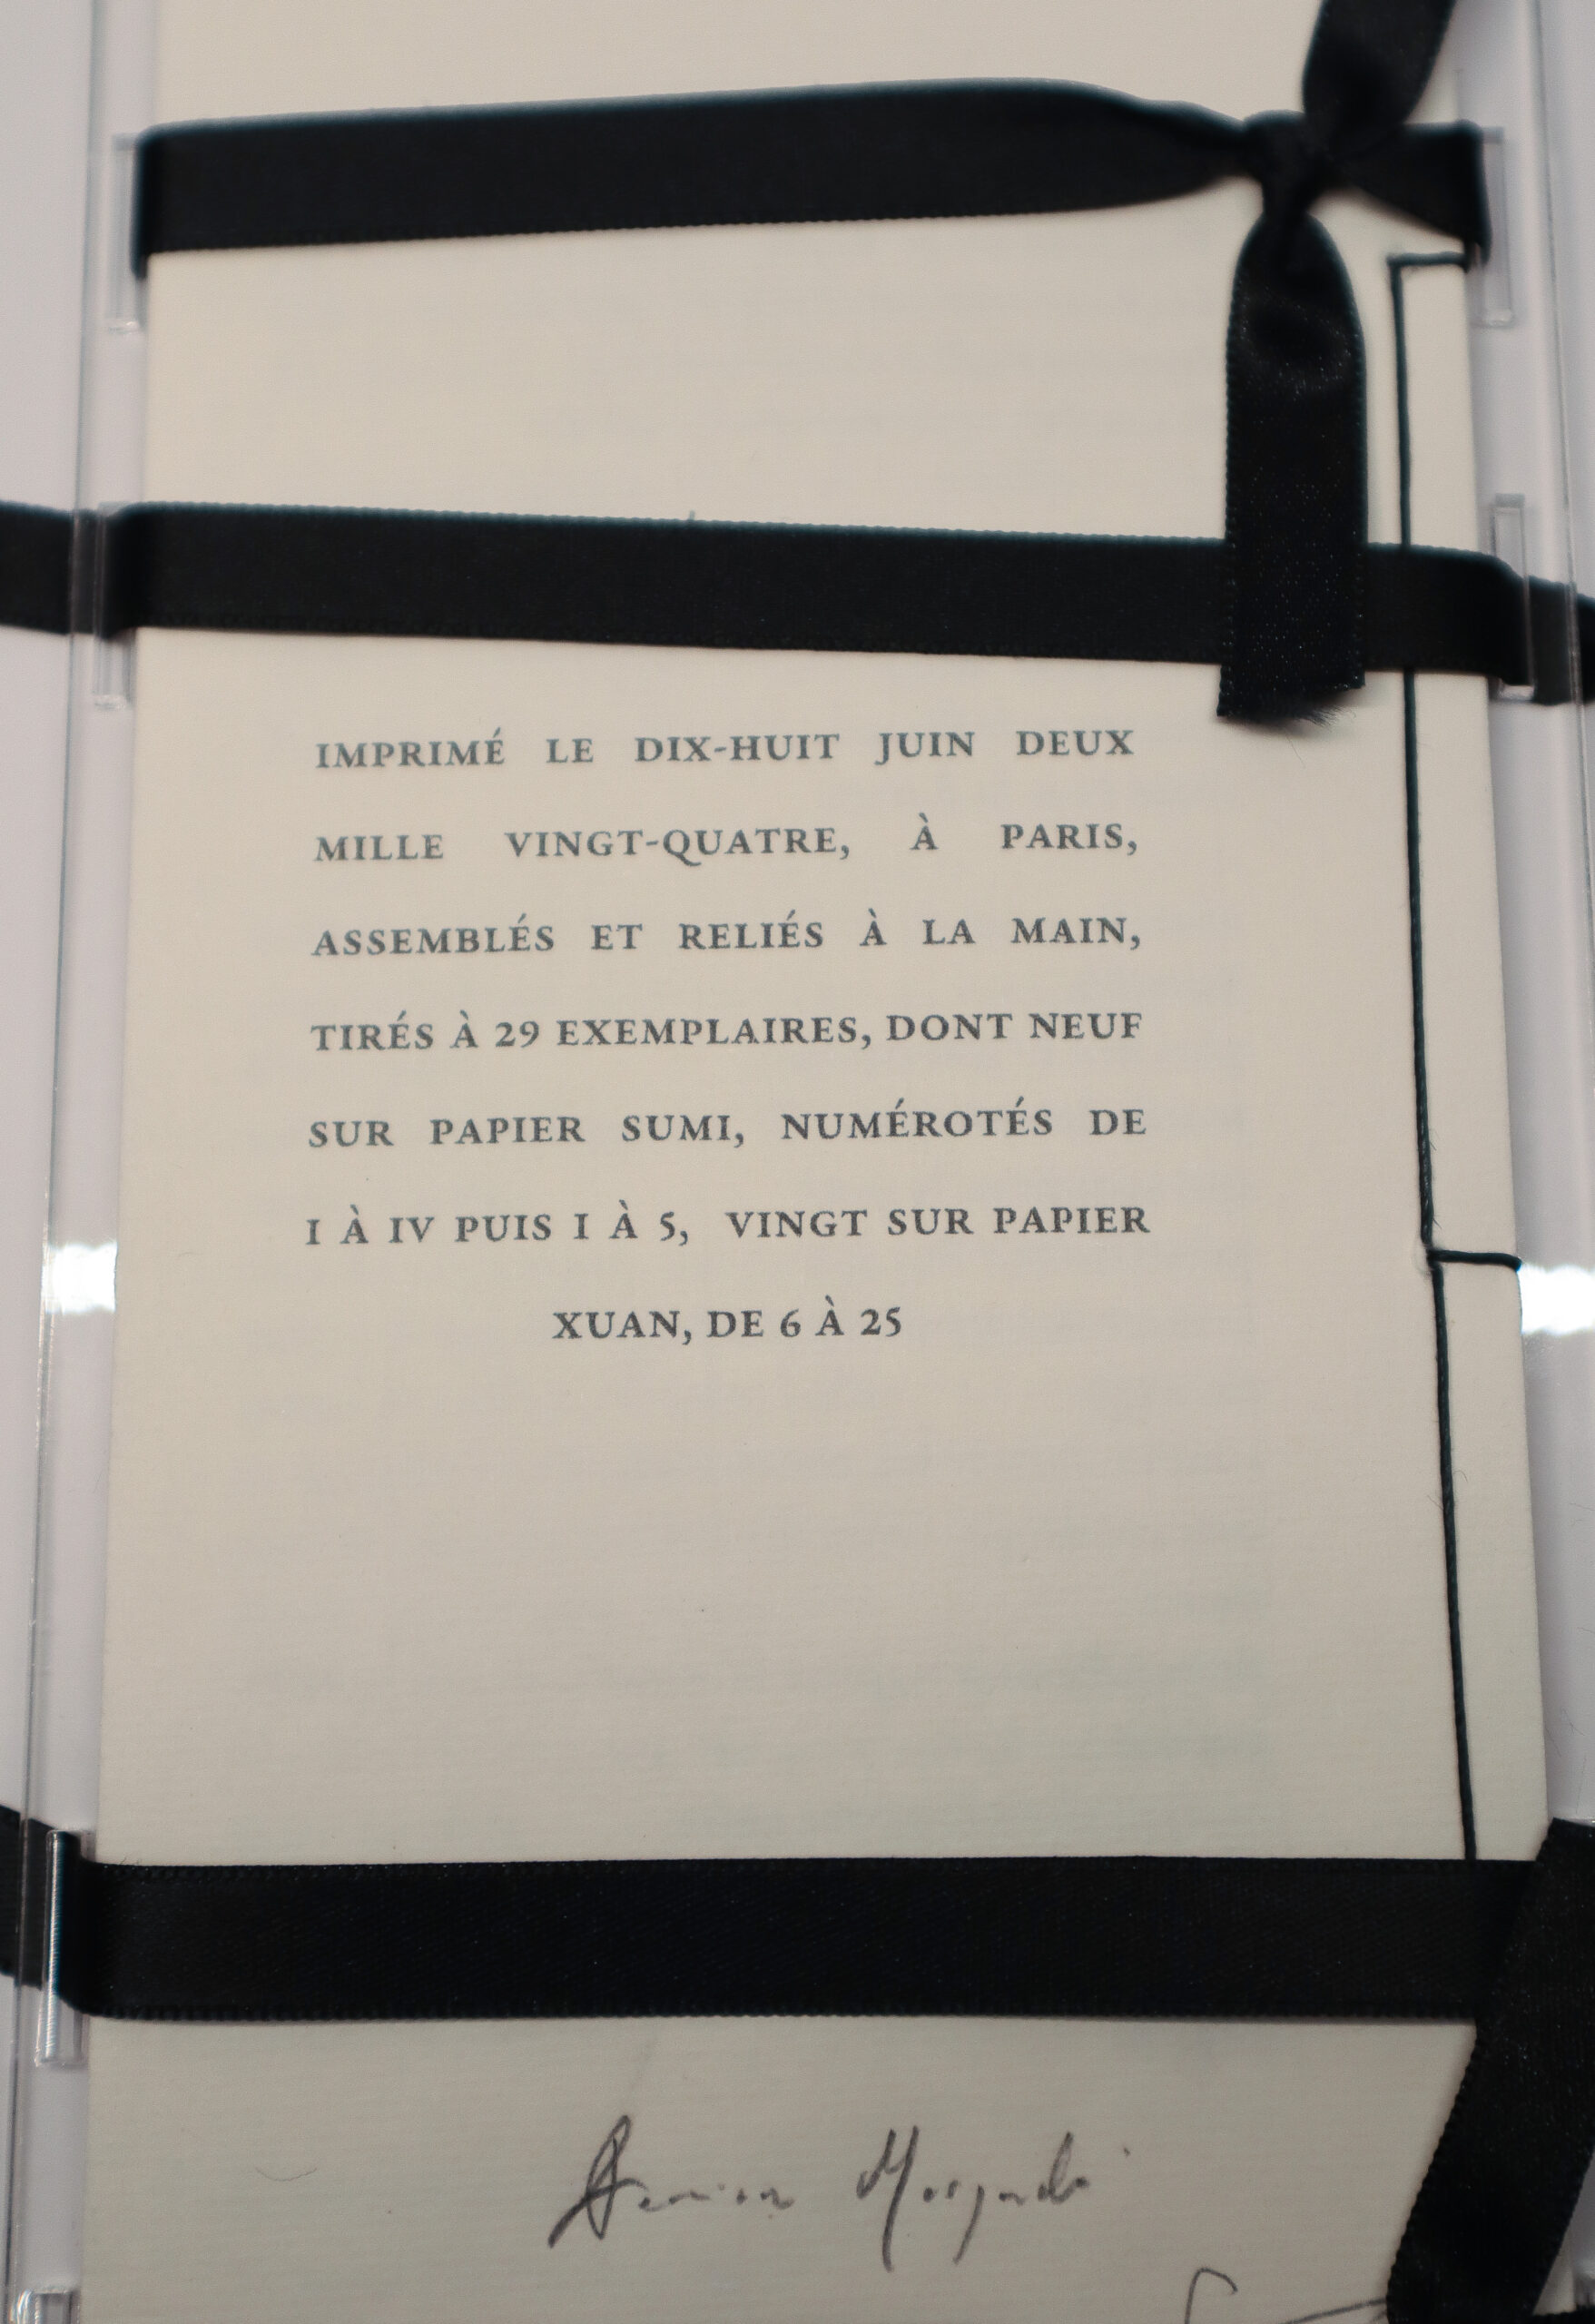 IMPRIMÉ LE DIX-HUIT JUIN DEUX
MILLE VINGT-QUATRE, À PARIS,
ASSEMBLÉS ET RELIÉS À LA MAIN,
TIRÉS À 29 EXEMPLAIRES, DONT NEUF
SUR PAPIER SUMI, NUMÉROTÉS DE
I À IV PUIS I À 5, VINGT SUR PAPIER
XUAN, DE 6 À 25